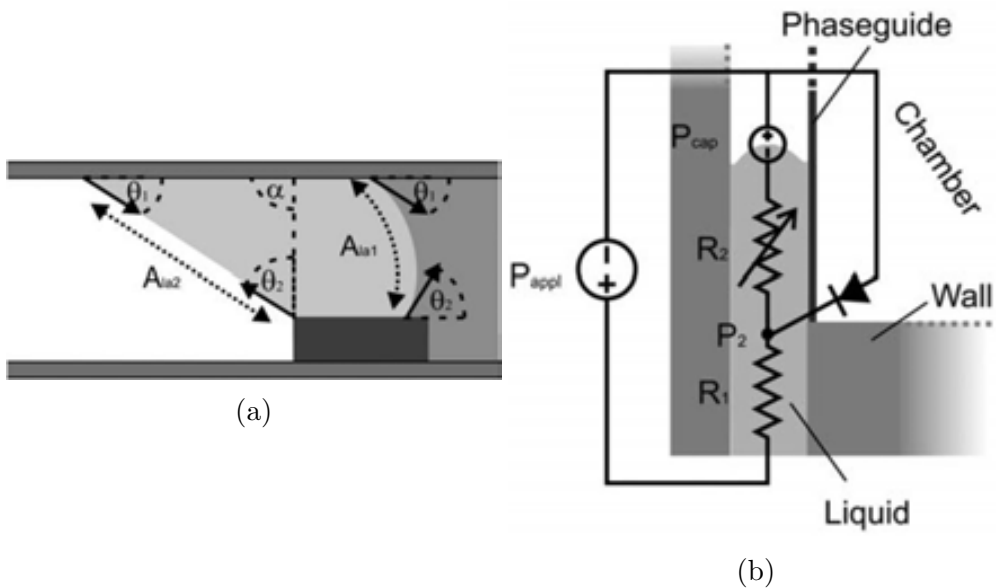 θ1
α
θ1
Ala2
θ2
Ala1
θ2
(a)
Phaseguide
Pcap
Chamber
R2
Pappl
Wall
P2
R1
Liquid
(b)